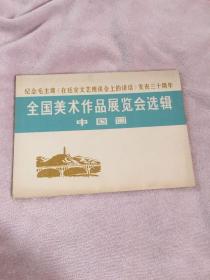 纪念毛主席《在延安文艺座谈会上的讲话》发表三十周年
全国美术作品展览会选辑
中国画